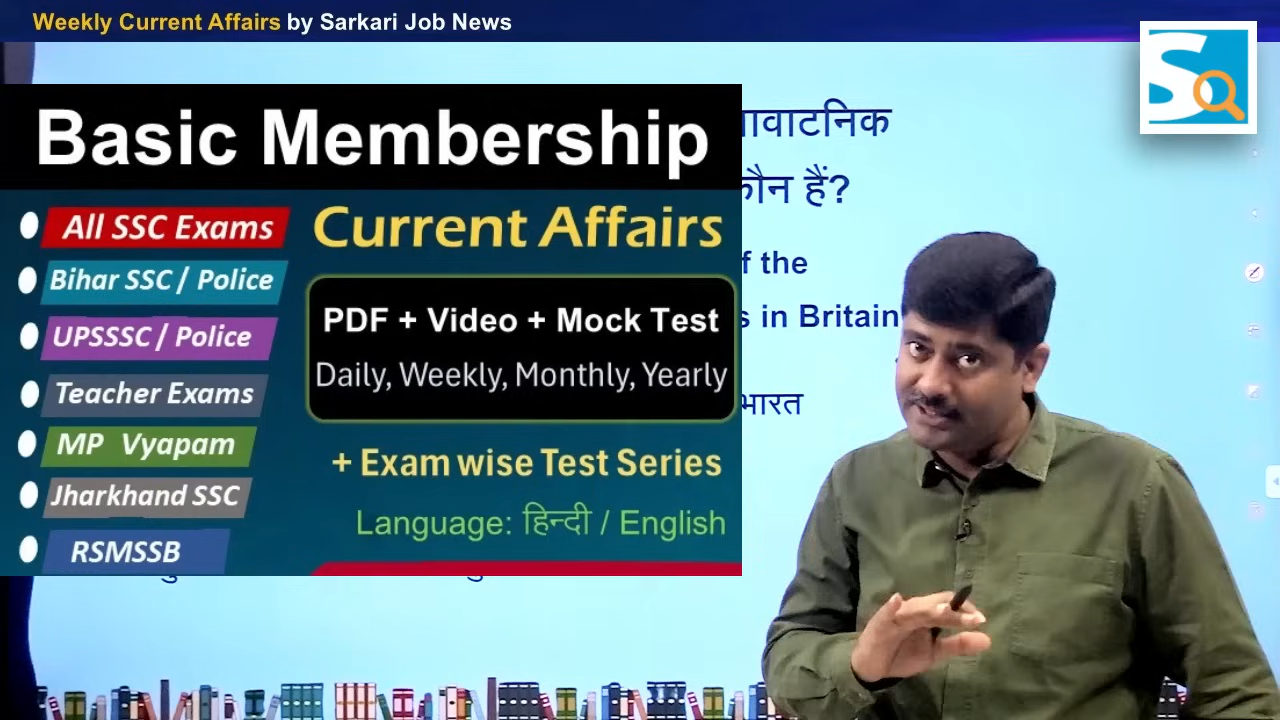 Weekly Current Affairs by Sarkari Job News
Basic Membership
All SSC Exams
Bihar SSC / Police
UPSSSC / Police
Teacher Exams
MP Vyapam
Jharkhand SSC
RSMSSB
Current Affairs
PDF + Video + Mock Test
Daily, Weekly, Monthly, Yearly
+ Exam wise Test Series
Language: हिन्दी / English
कौन हैं?
of the
in Britain
भारत